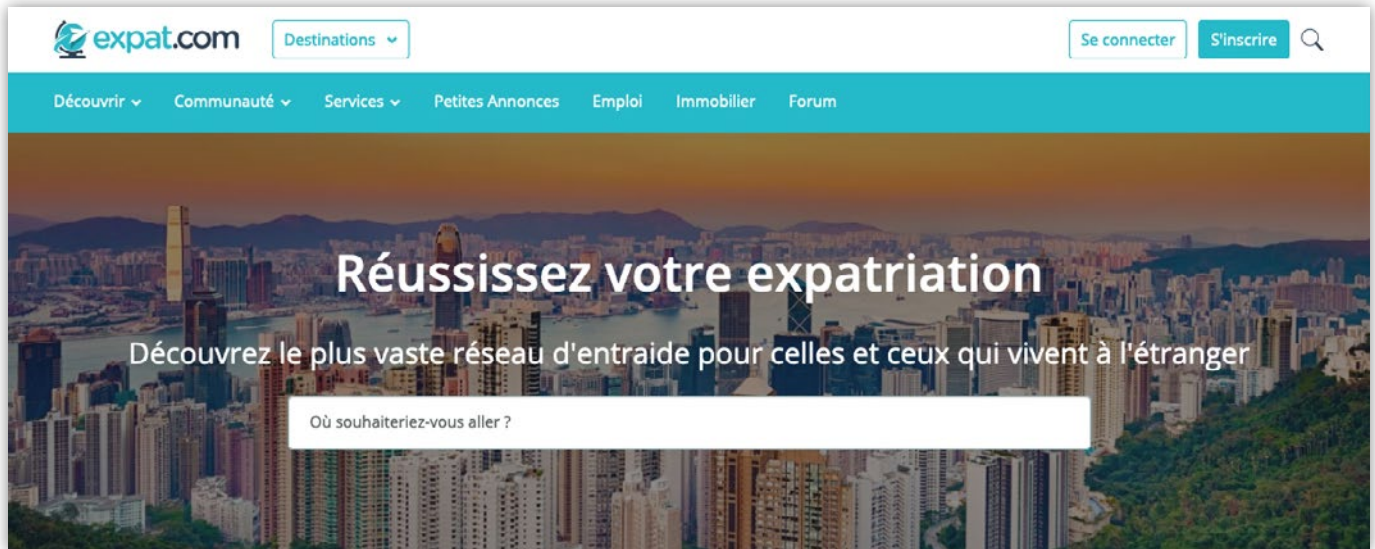 expat.com
Destinations
Se connecter
S'inscrire
Découvrir
Communauté
Services
Petites Annonces
Emploi
Immobilier
Forum
Réussissez votre expatriation
Découvrez le plus vaste réseau d'entraide pour celles et ceux qui vivent à l'étranger
Où souhaiteriez-vous aller ?